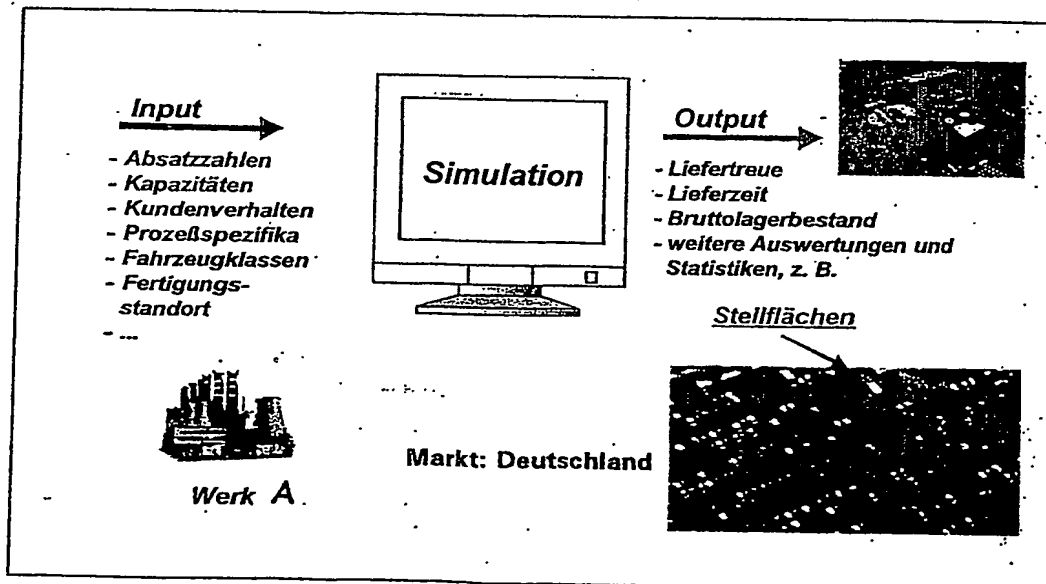 Input
- Absatzzahlen
- Kapazitäten
- Kundenverhalten
- Prozeßspezifika
- Fahrzeugklassen
- Fertigungs-
standort
- ...
Simulation
Output
- Liefertreue
- Lieferzeit
- Bruttolagerbestand
- weitere Auswertungen und
Statistiken, z. B.
Stellflächen
Werk A
Markt: Deutschland